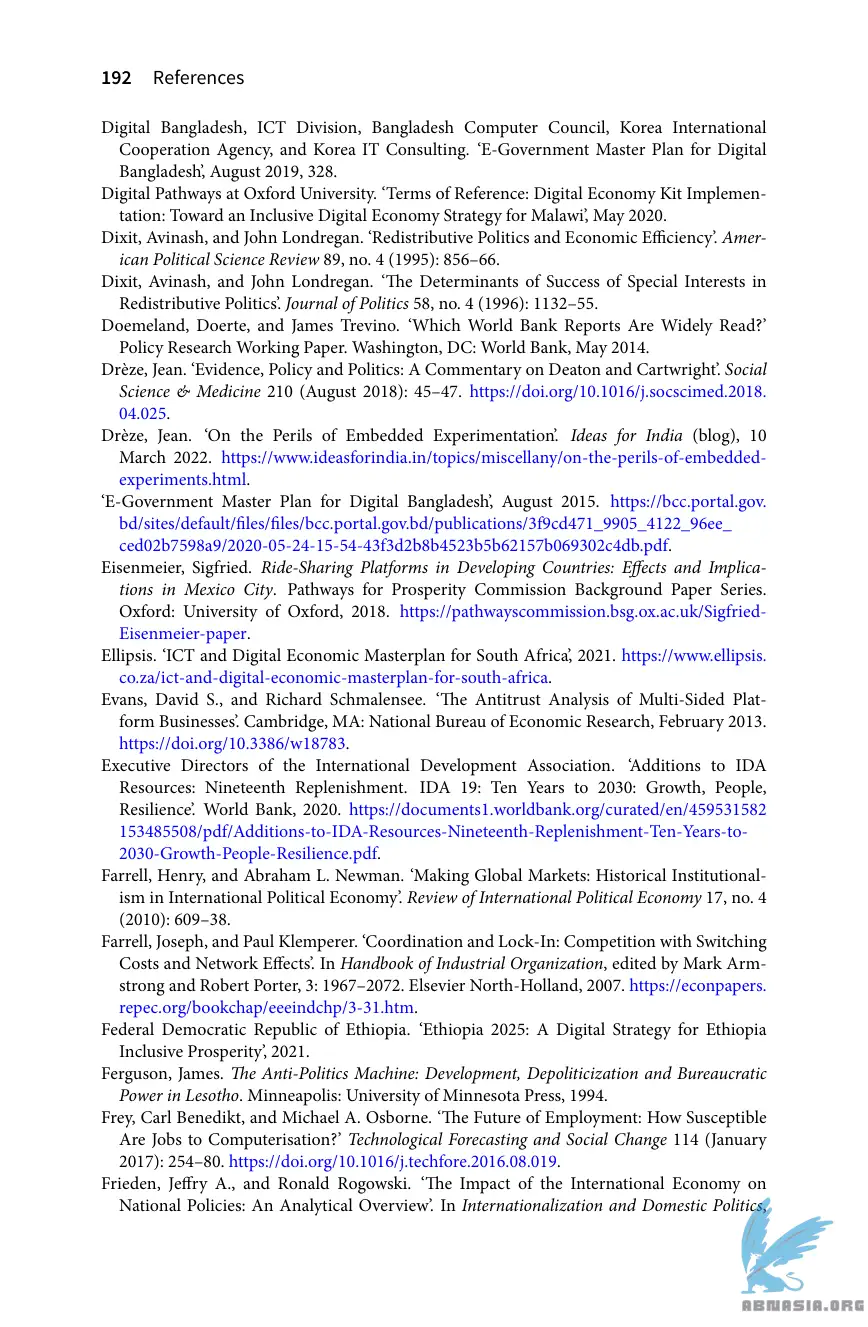 192 References
Digital Bangladesh, ICT Division, Bangladesh Computer Council, Korea International
Cooperation Agency, and Korea IT Consulting. ‘E-Government Master Plan for Digital
Bangladesh’, August 2019, 328.
Digital Pathways at Oxford University. ‘Terms of Reference: Digital Economy Kit Implemen-
tation: Toward an Inclusive Digital Economy Strategy for Malawi’, May 2020.
Dixit, Avinash, and John Londregan. ‘Redistributive Politics and Economic Efficiency’. Amer-
ican Political Science Review 89, no. 4 (1995): 856–66.
Dixit, Avinash, and John Londregan. ‘The Determinants of Success of Special Interests in
Redistributive Politics’. Journal of Politics 58, no. 4 (1996): 1132–55.
Doemeland, Doerte, and James Trevino. ‘Which World Bank Reports Are Widely Read?’
Policy Research Working Paper. Washington, DC: World Bank, May 2014.
Drèze, Jean. ‘Evidence, Policy and Politics: A Commentary on Deaton and Cartwright’. Social
Science & Medicine 210 (August 2018): 45–47. https://doi.org/10.1016/j.socscimed.2018.
04.025.
Drèze, Jean. ‘On the Perils of Embedded Experimentation’. Ideas for India (blog), 10
March 2022. https://www.ideasforindia.in/topics/miscellany/on-the-perils-of-embedded-
experiments.html.
‘E-Government Master Plan for Digital Bangladesh’, August 2015. https://bcc.portal.gov.
bd/sites/default/files/files/bcc.portal.gov.bd/publications/3f9cd471_9905_4122_96ee_
ced02b7598a9/2020-05-24-15-54-43f3d2b8b4523b5b62157b069302c4db.pdf.
Eisenmeier, Sigfried. Ride-Sharing Platforms in Developing Countries: Effects and Implica-
tions in Mexico City. Pathways for Prosperity Commission Background Paper Series.
Oxford: University of Oxford, 2018. https://pathwayscommission.bsg.ox.ac.uk/Sigfried-
Eisenmeier-paper.
Ellipsis. ‘ICT and Digital Economic Masterplan for South Africa’, 2021. https://www.ellipsis.
co.za/ict-and-digital-economic-masterplan-for-south-africa.
Evans, David S., and Richard Schmalensee. ‘The Antitrust Analysis of Multi-Sided Plat-
form Businesses’. Cambridge, MA: National Bureau of Economic Research, February 2013.
https://doi.org/10.3386/w18783.
Executive Directors of the International Development Association. ‘Additions to IDA
Resources: Nineteenth Replenishment. IDA 19: Ten Years to 2030: Growth, People,
Resilience’. World Bank, 2020. https://documents1.worldbank.org/curated/en/459531582
153485508/pdf/Additions-to-IDA-Resources-Nineteenth-Replenishment-Ten-Years-to-
2030-Growth-People-Resilience.pdf.
Farrell, Henry, and Abraham L. Newman. ‘Making Global Markets: Historical Institutional-
ism in International Political Economy’. Review of International Political Economy 17, no. 4
(2010): 609–38.
Farrell, Joseph, and Paul Klemperer. ‘Coordination and Lock-In: Competition with Switching
Costs and Network Effects’. In Handbook of Industrial Organization, edited by Mark Arm-
strong and Robert Porter, 3: 1967–2072. Elsevier North-Holland, 2007. https://econpapers.
repec.org/bookchap/eeeindchp/3-31.htm.
Federal Democratic Republic of Ethiopia. ‘Ethiopia 2025: A Digital Strategy for Ethiopia
Inclusive Prosperity’, 2021.
Ferguson, James. The Anti-Politics Machine: Development, Depoliticization and Bureaucratic
Power in Lesotho. Minneapolis: University of Minnesota Press, 1994.
Frey, Carl Benedikt, and Michael A. Osborne. ‘The Future of Employment: How Susceptible
Are Jobs to Computerisation?’ Technological Forecasting and Social Change 114 (January
2017): 254–80. https://doi.org/10.1016/j.techfore.2016.08.019.
Frieden, Jeffry A., and Ronald Rogowski. ‘The Impact of the International Economy on
National Policies: An Analytical Overview’. In Internationalization and Domestic Politics,
ABNASIA.ORG